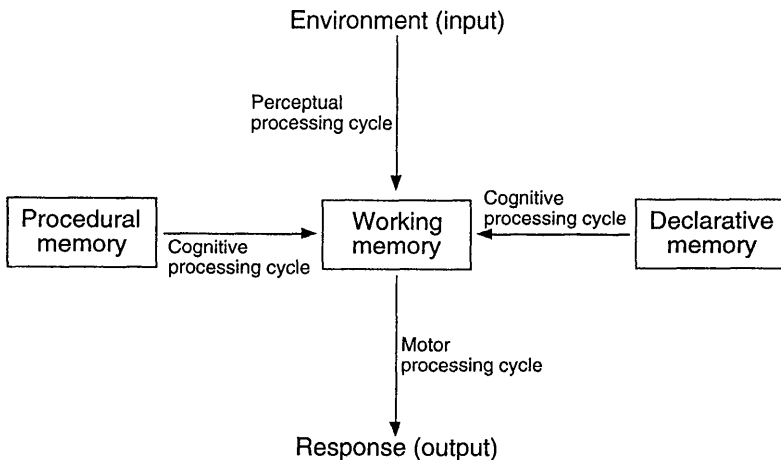 Environment (input)
Perceptual
processing cycle
Procedural
memory
Cognitive
processing cycle
Working
memory
Cognitive
processing cycle
Declarative
memory
Motor
processing cycle
Response (output)